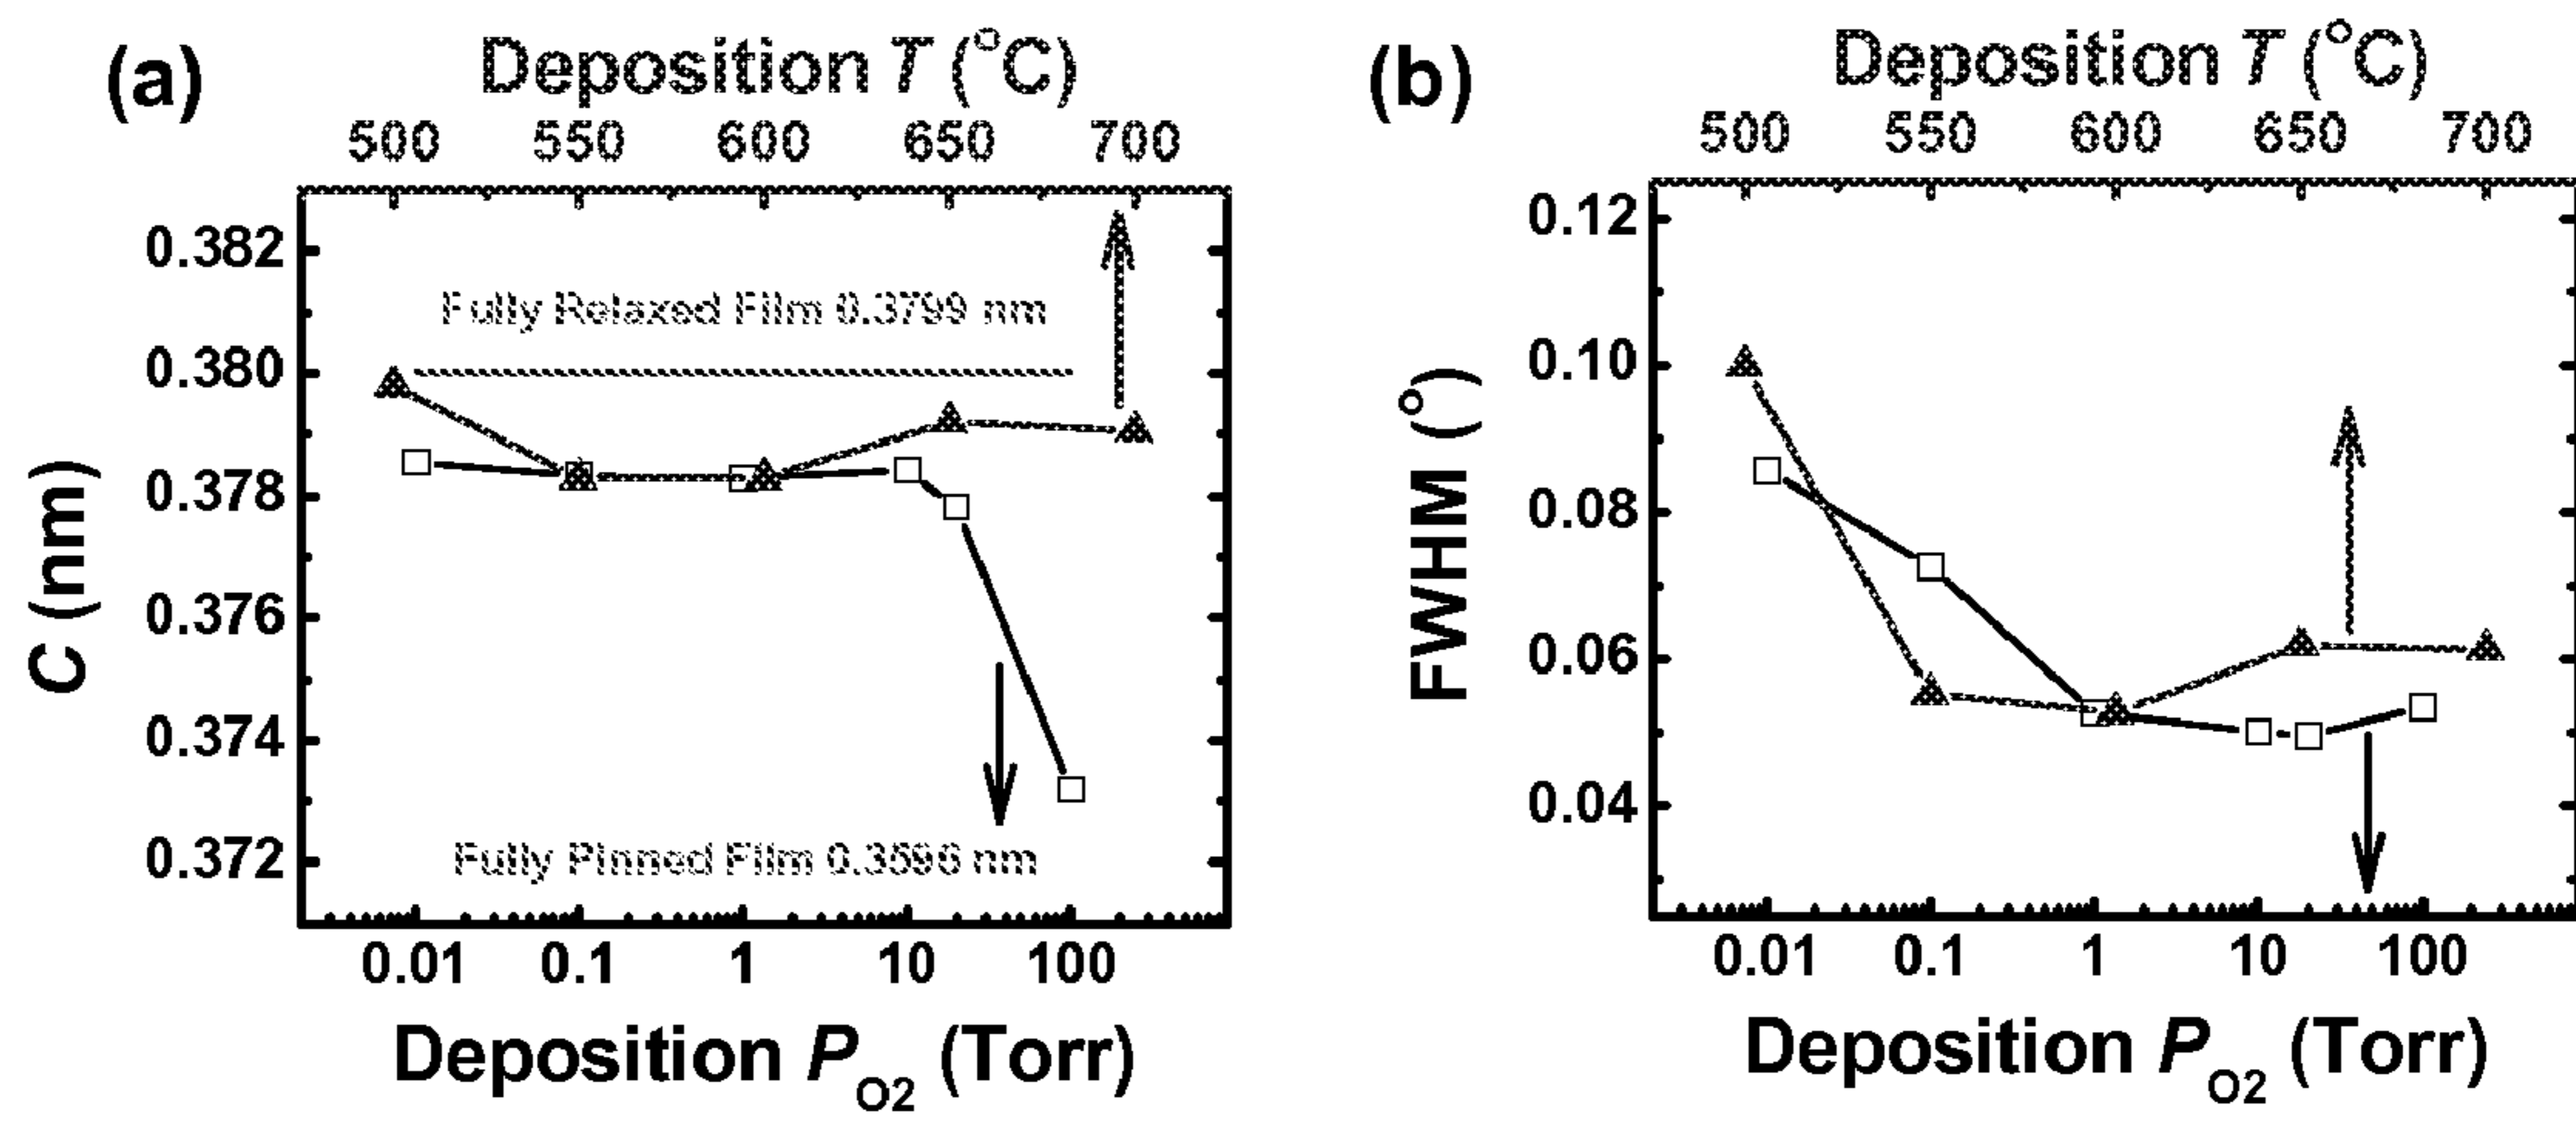 (a)
Deposition T (°C)
500 550 600 650 700
0.382
0.380
0.378
0.376
0.374
0.372
C (nm)
Fully Relaxed Film 0.3799 nm
Fully Pinned Film 0.3696 nm
0.01 0.1 1 10 100
Deposition PO2 (Torr)
(b)
Deposition T (°C)
500 550 600 650 700
0.12
0.10
0.08
0.06
0.04
FWHM (°)
0.01 0.1 1 10 100
Deposition PO2 (Torr)